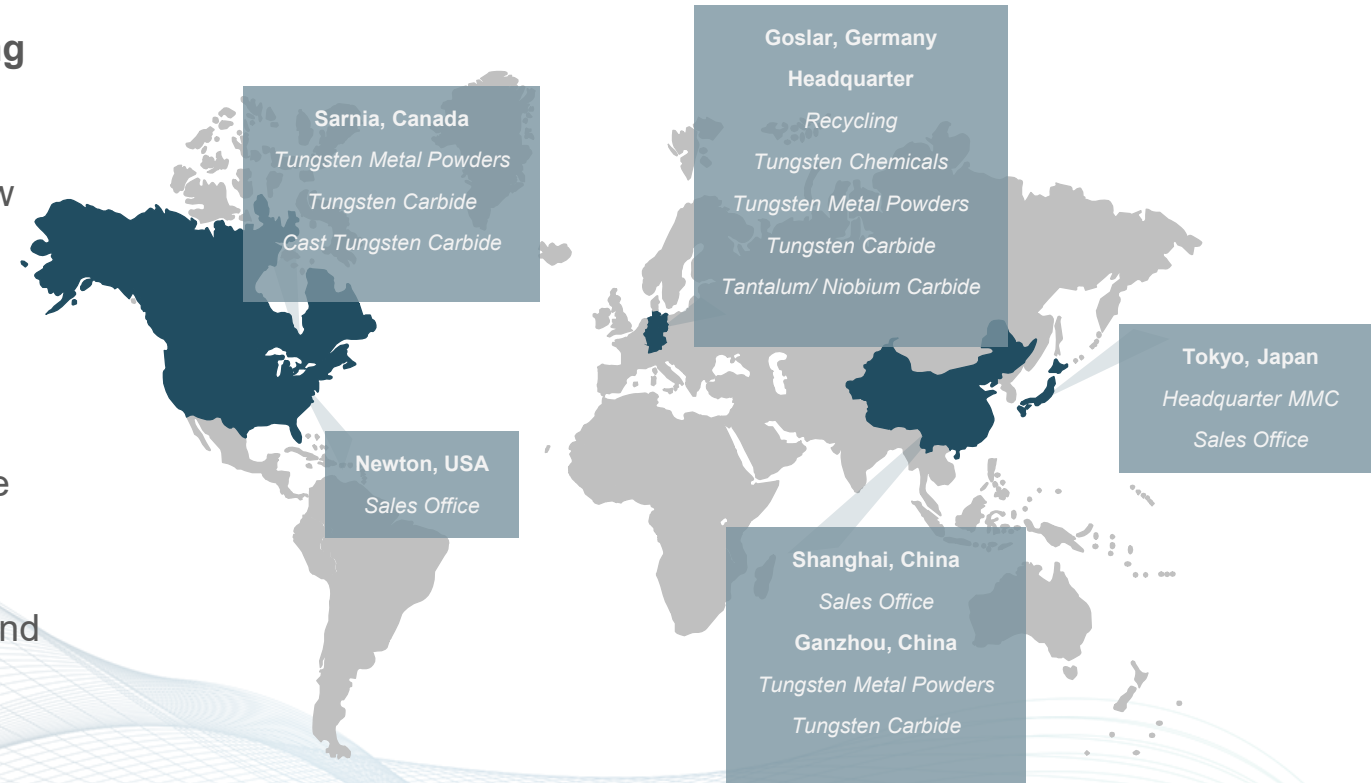 ng
w
e
nd
Sarnia, Canada
Tungsten Metal Powders
Tungsten Carbide
Cast Tungsten Carbide
Goslar, Germany
Headquarter
Recycling
Tungsten Chemicals
Tungsten Metal Powders
Tungsten Carbide
Tantalum/ Niobium Carbide
Tokyo, Japan
Headquarter MMC
Sales Office
Newton, USA
Sales Office
Shanghai, China
Sales Office
Ganzhou, China
Tungsten Metal Powders
Tungsten Carbide